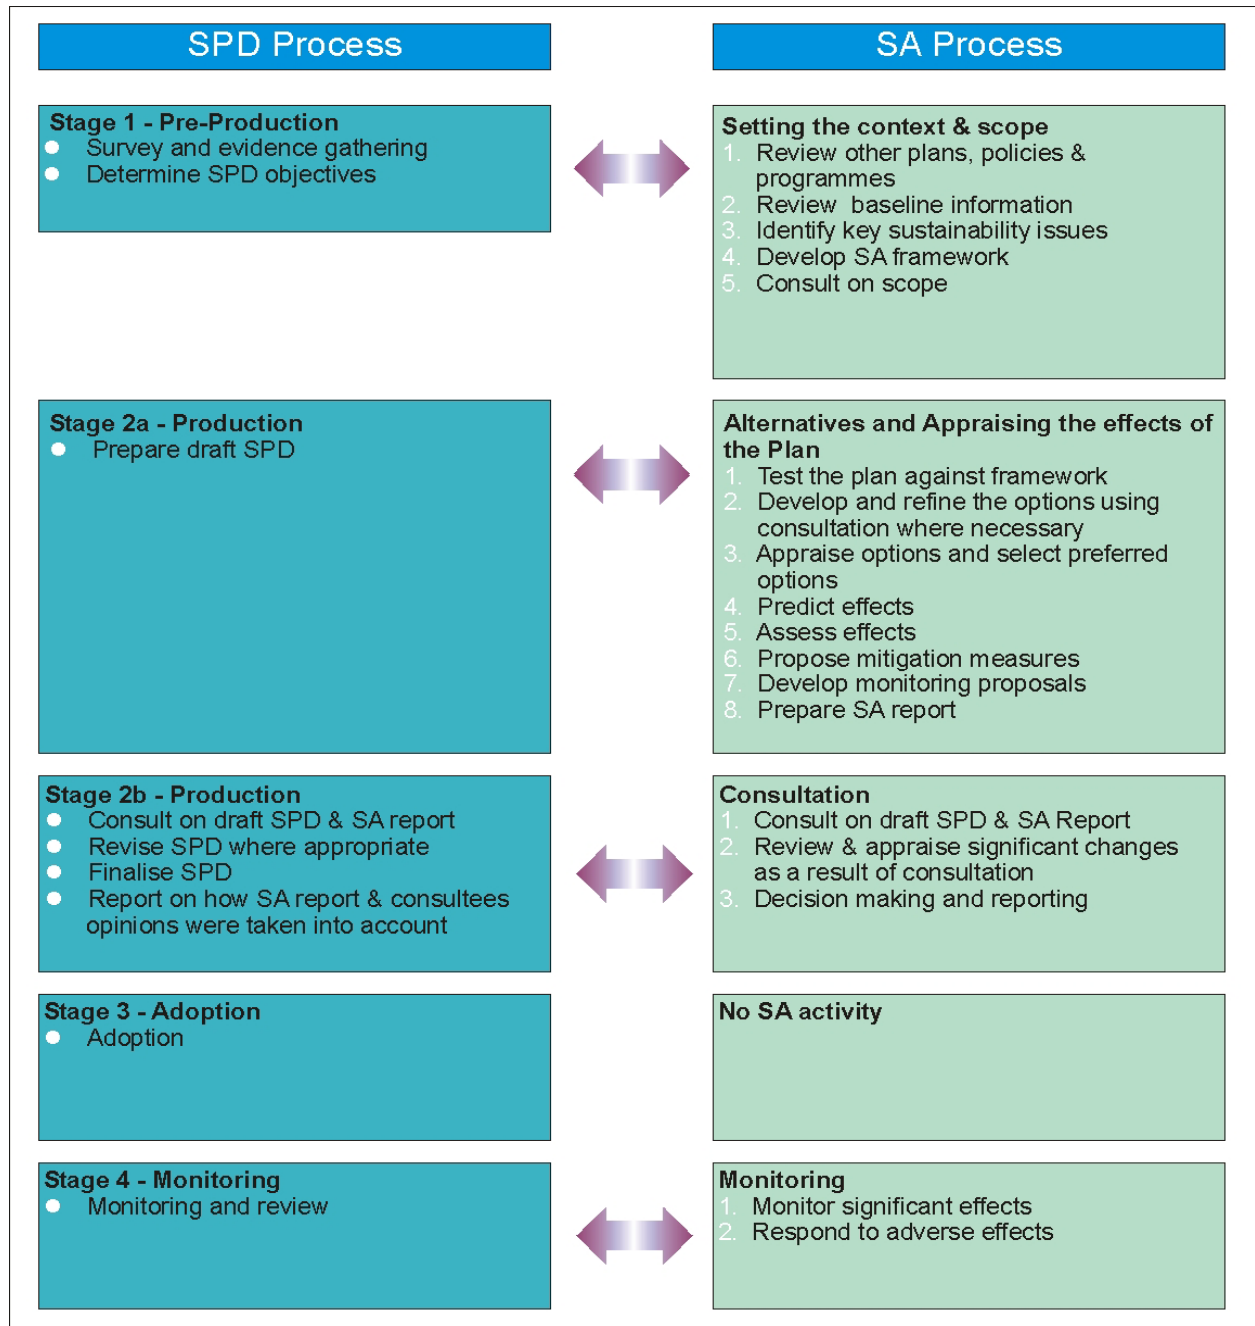 SPD Process
SA Process
Stage 1 - Pre-Production
Survey and evidence gathering
Determine SPD objectives
Setting the context & scope
1. Review other plans, policies &
programmes
2. Review baseline information
3. Identify key sustainability issues
4. Develop SA framework
5. Consult on scope
Stage 2a - Production
Prepare draft SPD
Alternatives and Appraising the effects of
the Plan
1. Test the plan against framework
2. Develop and refine the options using
consultation where necessary
3. Appraise options and select preferred
options
4. Predict effects
5. Assess effects
6. Propose mitigation measures
7. Develop monitoring proposals
8. Prepare SA report
Stage 2b - Production
Consult on draft SPD & SA report
Revise SPD where appropriate
Finalise SPD
Report on how SA report & consultees
opinions were taken into account
Consultation
1. Consult on draft SPD & SA Report
2. Review & appraise significant changes
as a result of consultation
3. Decision making and reporting
Stage 3 - Adoption
Adoption
No SA activity
Stage 4 - Monitoring
Monitoring and review
Monitoring
1. Monitor significant effects
2. Respond to adverse effects